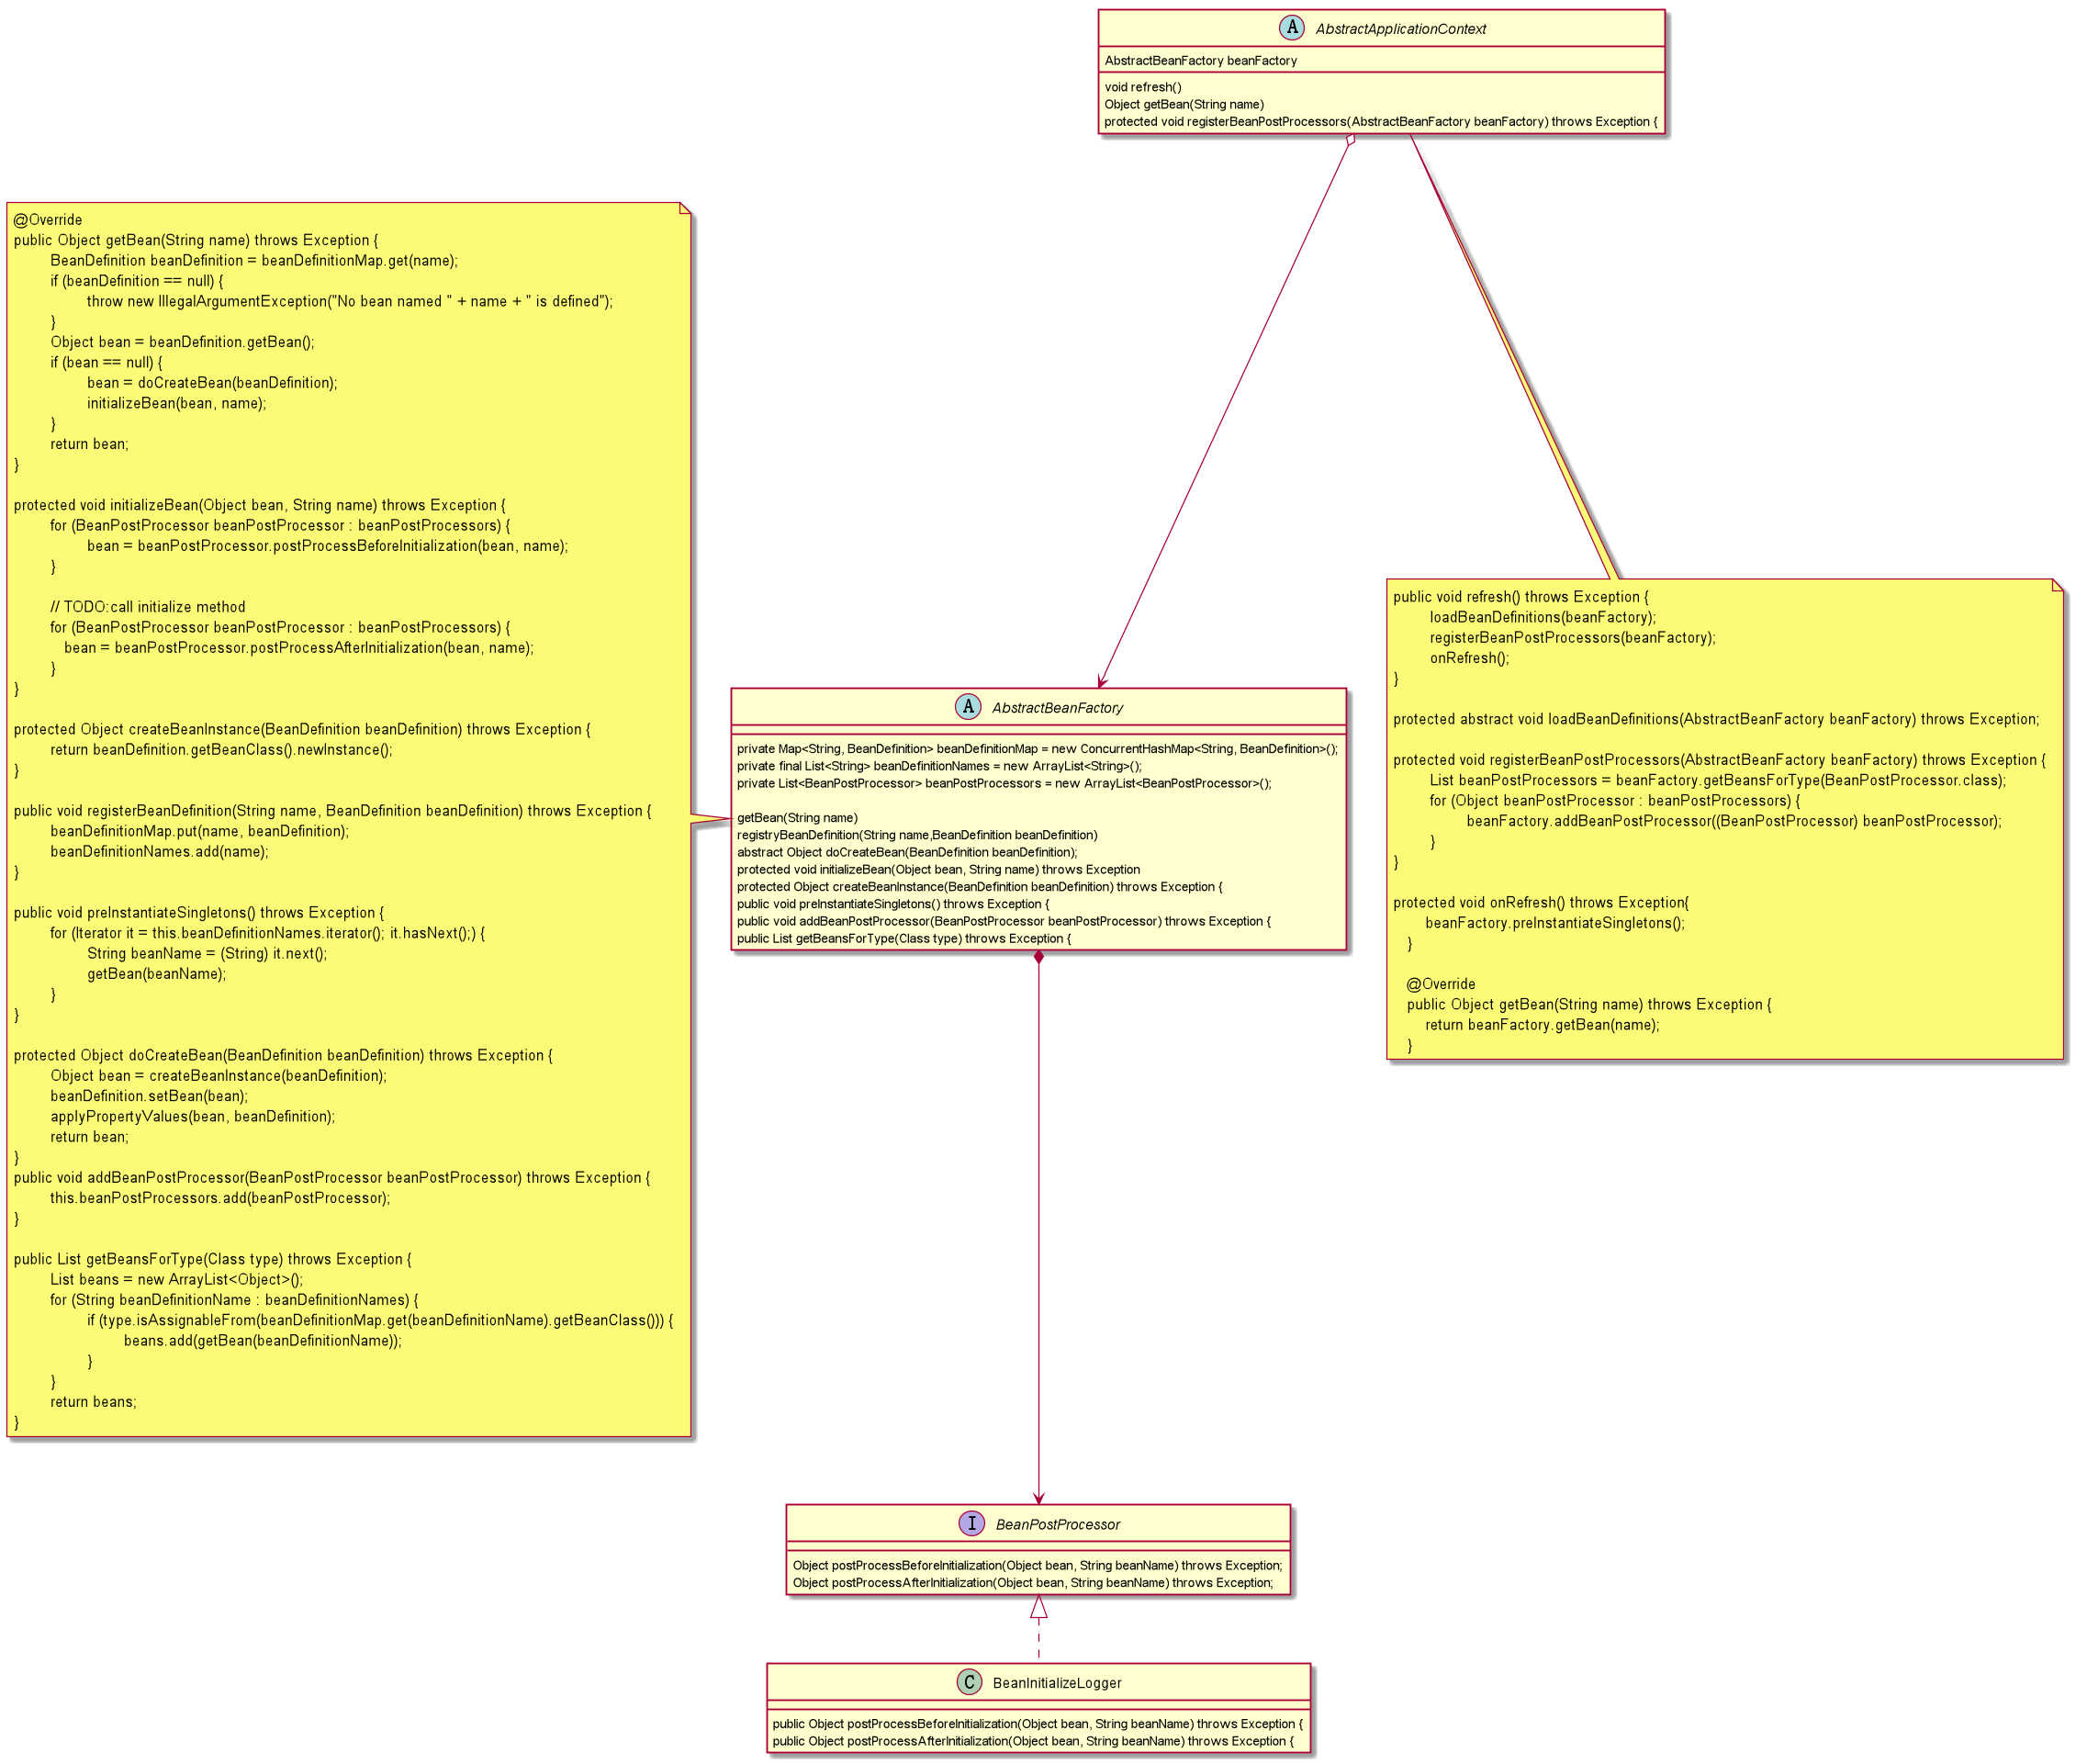 A AbstractApplicationContext
AbstractBeanFactory beanFactory
void refresh()
Object getBean(String name)
protected void registerBeanPostProcessors(AbstractBeanFactory beanFactory) throws Exception {
@Override
public Object getBean(String name) throws Exception {
BeanDefinition beanDefinition = beanDefinitionMap.get(name);
if (beanDefinition == null) {
throw new IllegalArgumentException("No bean named " + name + " is defined");
}
Object bean = beanDefinition.getBean();
if (bean == null) {
bean = doCreateBean(beanDefinition);
initializeBean(bean, name);
}
return bean;
}
protected void initializeBean(Object bean, String name) throws Exception {
for (BeanPostProcessor beanPostProcessor : beanPostProcessors) {
bean = beanPostProcessor.postProcessBeforeInitialization(bean, name);
}
// TODO:call initialize method
for (BeanPostProcessor beanPostProcessor : beanPostProcessors) {
bean = beanPostProcessor.postProcessAfterInitialization(bean, name);
}
}
protected Object createBeanInstance(BeanDefinition beanDefinition) throws Exception {
return beanDefinition.getBeanClass().newInstance();
}
public void registerBeanDefinition(String name, BeanDefinition beanDefinition) throws Exception {
beanDefinitionMap.put(name, beanDefinition);
beanDefinitionNames.add(name);
}
public void preInstantiateSingletons() throws Exception {
for (Iterator it = this.beanDefinitionNames.iterator(); it.hasNext();) {
String beanName = (String) it.next();
getBean(beanName);
}
}
protected Object doCreateBean(BeanDefinition beanDefinition) throws Exception {
Object bean = createBeanInstance(beanDefinition);
beanDefinition.setBean(bean);
applyPropertyValues(bean, beanDefinition);
return bean;
}
public void addBeanPostProcessor(BeanPostProcessor beanPostProcessor) throws Exception {
this.beanPostProcessors.add(beanPostProcessor);
}
public List getBeansForType(Class type) throws Exception {
List beans = new ArrayList<Object>();
for (String beanDefinitionName : beanDefinitionNames) {
if (type.isAssignableFrom(beanDefinitionMap.get(beanDefinitionName).getBeanClass())) {
beans.add(getBean(beanDefinitionName));
}
}
return beans;
}
A AbstractBeanFactory
private Map<String, BeanDefinition> beanDefinitionMap = new ConcurrentHashMap<String, BeanDefinition>();
private final List<String> beanDefinitionNames = new ArrayList<String>();
private List<BeanPostProcessor> beanPostProcessors = new ArrayList<BeanPostProcessor>();
getBean(String name)
registryBeanDefinition(String name,BeanDefinition beanDefinition)
abstract Object doCreateBean(BeanDefinition beanDefinition);
protected void initializeBean(Object bean, String name) throws Exception
protected Object createBeanInstance(BeanDefinition beanDefinition) throws Exception {
public void preInstantiateSingletons() throws Exception {
public void addBeanPostProcessor(BeanPostProcessor beanPostProcessor) throws Exception {
public List getBeansForType(Class type) throws Exception {
public void refresh() throws Exception {
loadBeanDefinitions(beanFactory);
registerBeanPostProcessors(beanFactory);
onRefresh();
}
protected abstract void loadBeanDefinitions(AbstractBeanFactory beanFactory) throws Exception;
protected void registerBeanPostProcessors(AbstractBeanFactory beanFactory) throws Exception {
List beanPostProcessors = beanFactory.getBeansForType(BeanPostProcessor.class);
for (Object beanPostProcessor : beanPostProcessors) {
beanFactory.addBeanPostProcessor((BeanPostProcessor) beanPostProcessor);
}
}
protected void onRefresh() throws Exception{
beanFactory.preInstantiateSingletons();
}
@Override
public Object getBean(String name) throws Exception {
return beanFactory.getBean(name);
}
I BeanPostProcessor
Object postProcessBeforeInitialization(Object bean, String beanName) throws Exception;
Object postProcessAfterInitialization(Object bean, String beanName) throws Exception;
C BeanInitializeLogger
public Object postProcessBeforeInitialization(Object bean, String beanName) throws Exception {
public Object postProcessAfterInitialization(Object bean, String beanName) throws Exception {